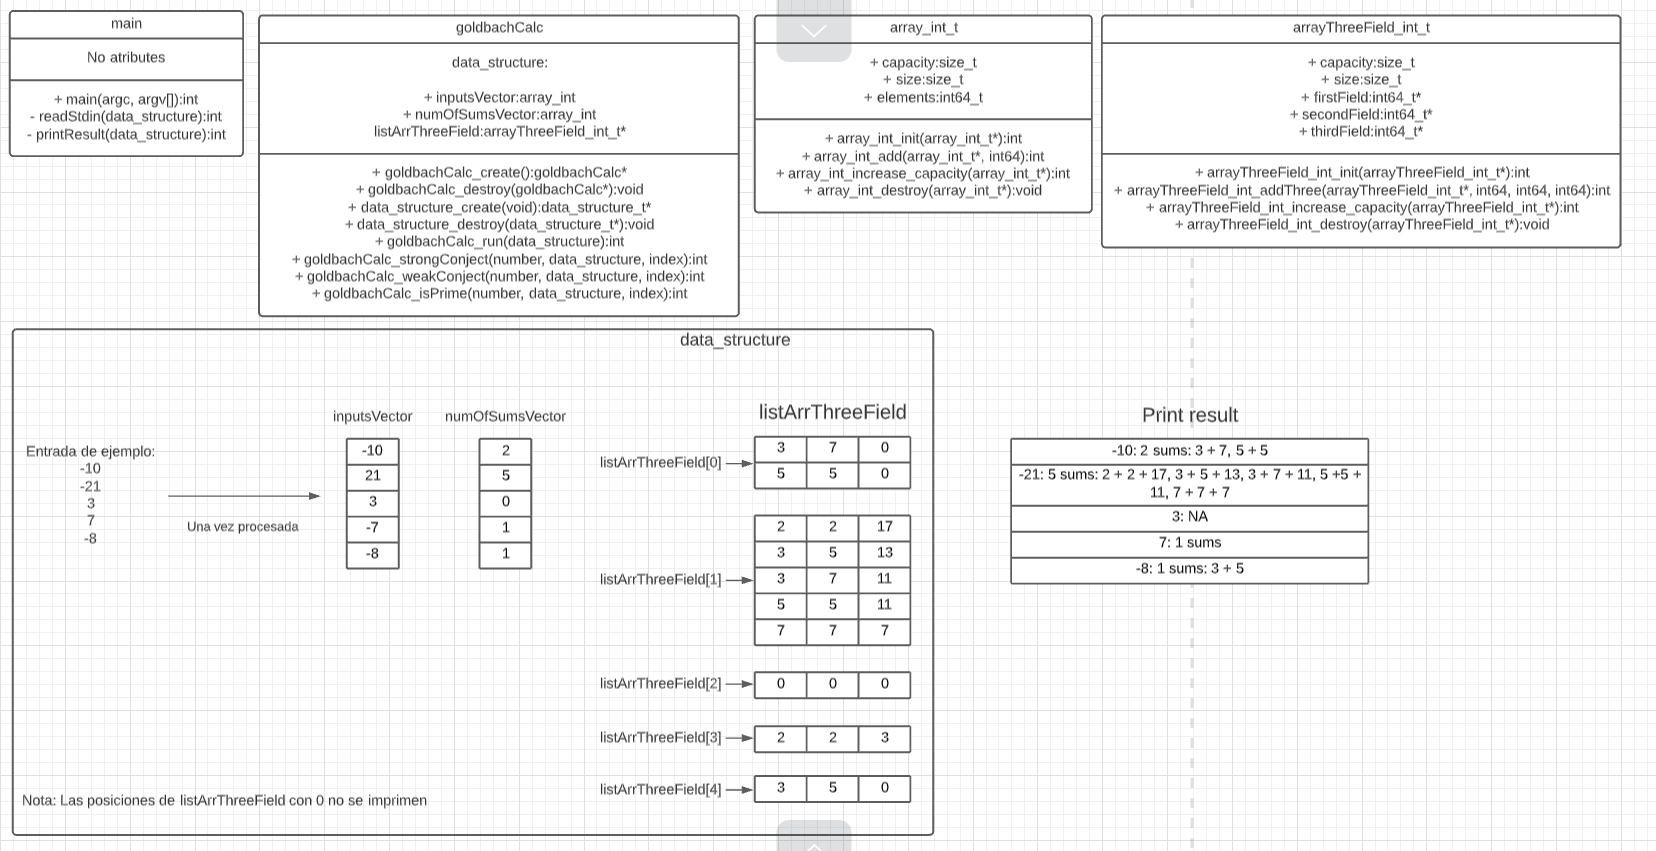 main
No atributes
+ main(argc, argv[]):int
- readStdin(data_structure):int
- printResult(data_structure):int
goldbachCalc
data_structure:
+ inputsVector:array_int
+ numOfSumsVector:array_int
listArrThreeField:arrayThreeField_int_t*
+ goldbachCalc_create():goldbachCalc*
+ goldbachCalc_destroy(goldbachCalc*):void
+ data_structure_create(void):data_structure_t*
+ data_structure_destroy(data_structure_t*):void
+ goldbachCalc_run(data_structure):int
+ goldbachCalc_strongConject(number, data_structure, index):int
+ goldbachCalc_weakConject(number, data_structure, index):int
+ goldbachCalc_isPrime(number, data_structure, index):int
array_int_t
+ capacity:size_t
+ size:size_t
+ elements:int64_t
+ array_int_init(array_int_t*):int
+ array_int_add(array_int_t*, int64):int
+ array_int_increase_capacity(array_int_t*):int
+ array_int_destroy(array_int_t*):void
arrayThreeField_int_t
+ capacity:size_t
+ size:size_t
+ firstField:int64_t*
+ secondField:int64_t*
+ thirdField:int64_t*
+ arrayThreeField_int_init(arrayThreeField_int_t*):int
+ arrayThreeField_int_addThree(arrayThreeField_int_t*, int64, int64, int64):int
+ arrayThreeField_int_increase_capacity(arrayThreeField_int_t*):int
+ arrayThreeField_int_destroy(arrayThreeField_int_t*):void
data_structure
Entrada de ejemplo:
-10
-21
3
7
-8
Una vez procesada
inputsVector
-10
21
3
-7
-8
numOfSumsVector
2
5
0
1
1
listArrThreeField
listArrThreeField[0]
3 7 0
5 5 0
listArrThreeField[1]
2 2 17
3 5 13
3 7 11
5 5 11
7 7 7
listArrThreeField[2]
0 0 0
listArrThreeField[3]
2 2 3
listArrThreeField[4]
3 5 0
Nota: Las posiciones de listArrThreeField con 0 no se imprimen
Print result
-10: 2 sums: 3 + 7, 5 + 5
-21: 5 sums: 2 + 2 + 17, 3 + 5 + 13, 3 + 7 + 11, 5 +5 +
11, 7 + 7 + 7
3: NA
7: 1 sums
-8: 1 sums: 3 + 5